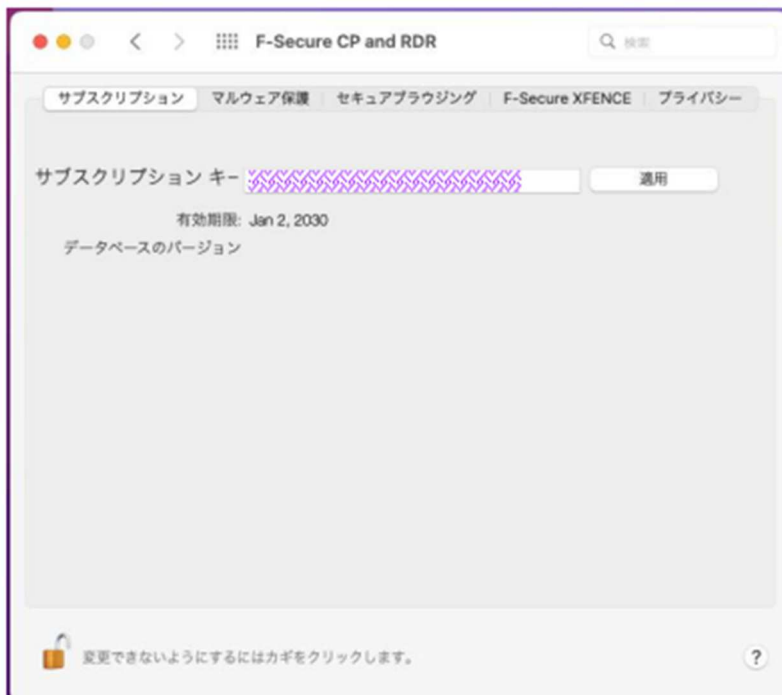 F-Secure CP and RDR
検索
サブスクリプション マルウェア保護 セキュアブラウジング F-Secure XFENCE プライバシー
サブスクリプション キー 適用
有効期限: Jan 2, 2030
データベースのバージョン
変更できないようにするにはカギをクリックします。 ?